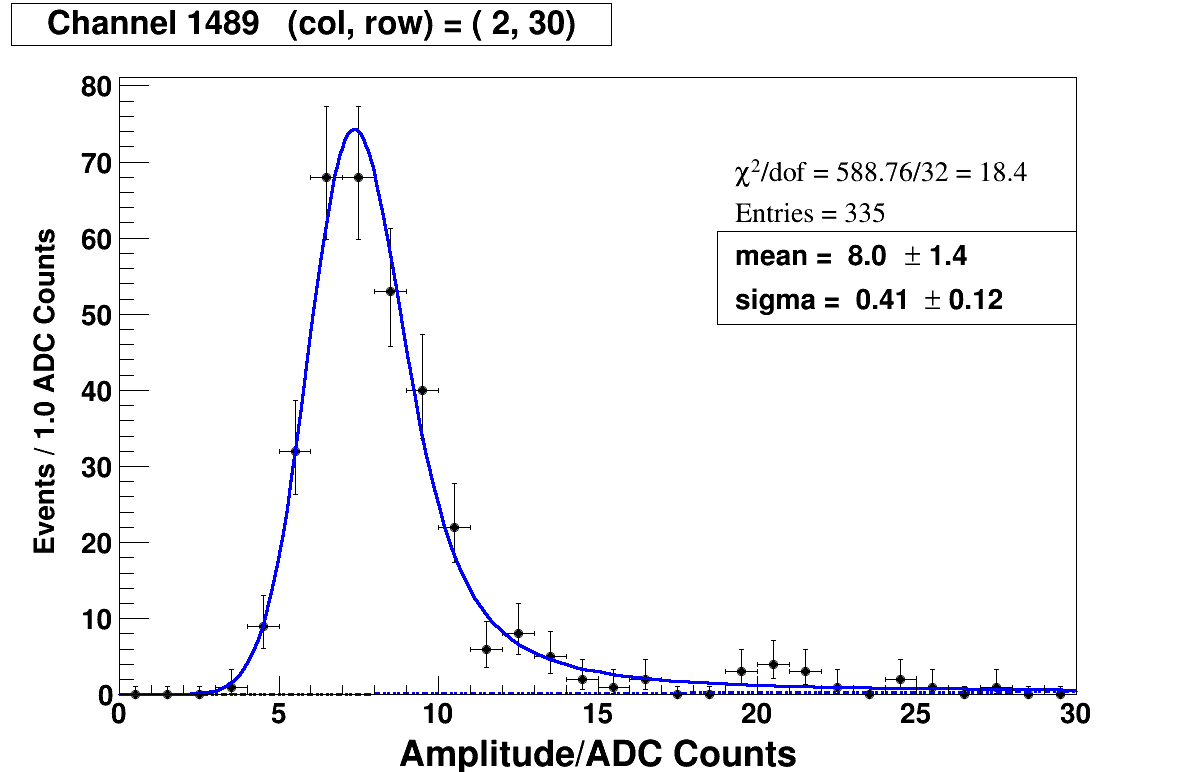 Channel 1489 (col, row) = ( 2, 30)
80
70
60
50
40
30
20
10
0
Events / 1.0 ADC Counts
χ²/dof = 588.76/32 = 18.4
Entries = 335
mean = 8.0 ± 1.4
sigma = 0.41 ± 0.12
0 5 10 15 20 25 30
Amplitude/ADC Counts